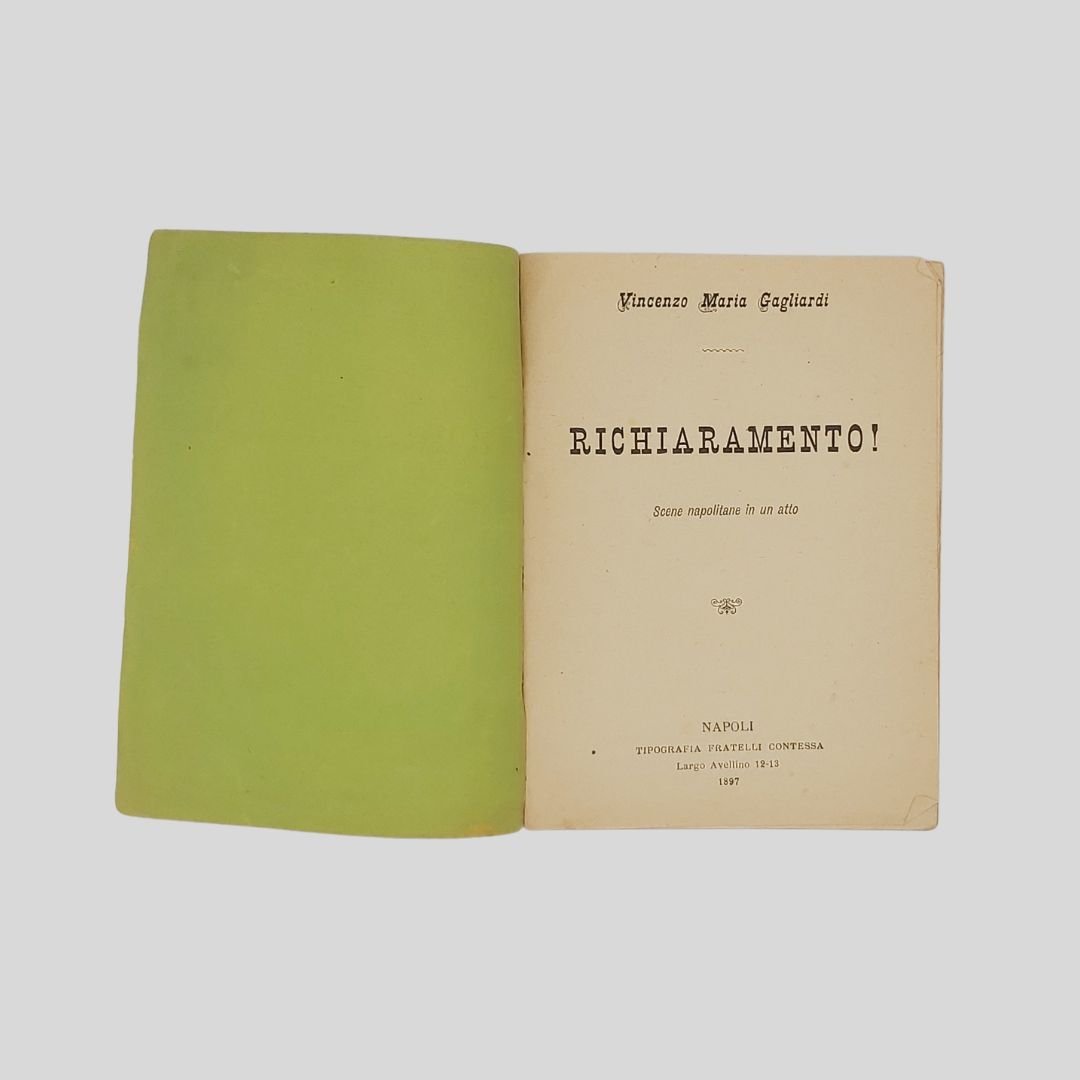 Vincenzo Maria Gagliardi
RICHIARAMENTO!
Scene napolitane in un atto
NAPOLI
TIPOGRAFIA FRATELLI CONTESSA
Largo Avellino 12-13
1897